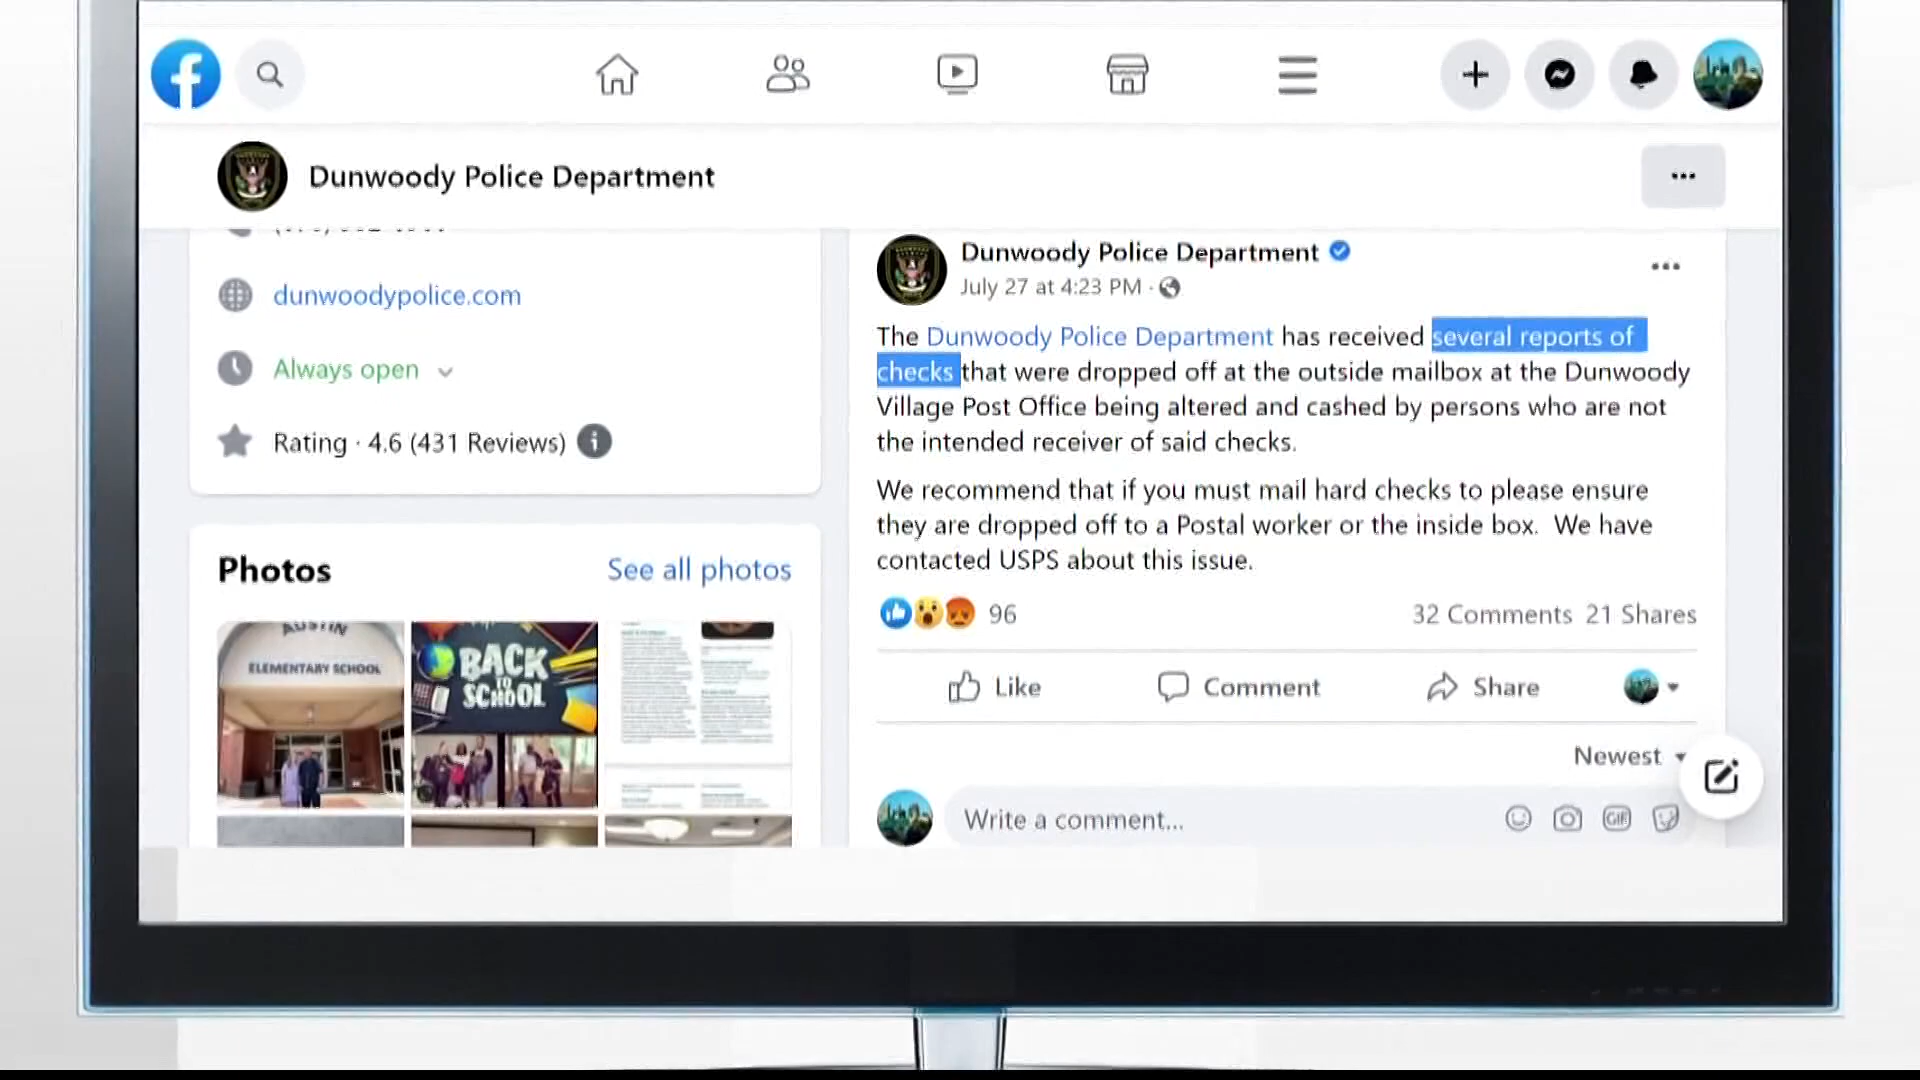 Dunwoody Police Department
dunwoodypolice.com
Always open
Rating · 4.6 (431 Reviews)
Photos
See all photos
AUSTIN
ELEMENTARY SCHOOL
BACK
TO
SCHOOL
Dunwoody Police Department
July 27 at 4:23 PM ·
The Dunwoody Police Department has received several reports of
checks that were dropped off at the outside mailbox at the Dunwoody
Village Post Office being altered and cashed by persons who are not
the intended receiver of said checks.
We recommend that if you must mail hard checks to please ensure
they are dropped off to a Postal worker or the inside box. We have
contacted USPS about this issue.
96
32 Comments 21 Shares
Like
Comment
Share
Newest
Write a comment...
GIF